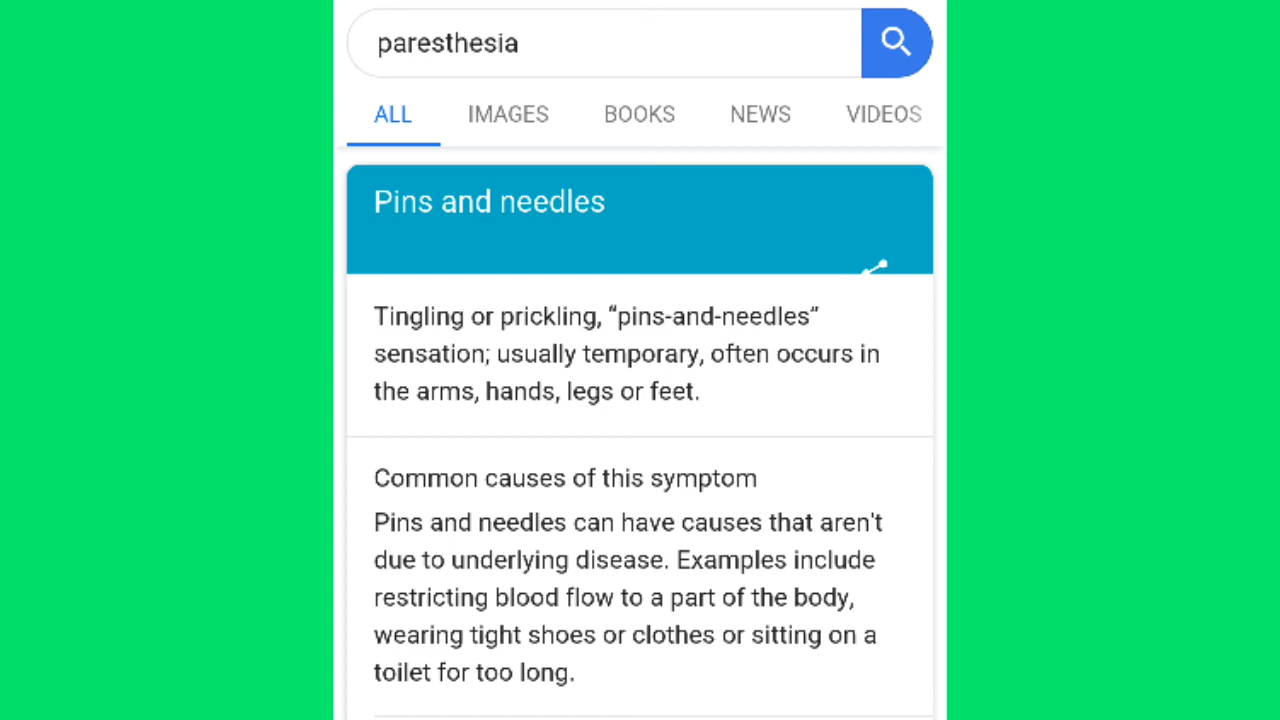 paresthesia
ALL IMAGES BOOKS NEWS VIDEOS
Pins and needles
Tingling or prickling, “pins-and-needles”
sensation; usually temporary, often occurs in
the arms, hands, legs or feet.
Common causes of this symptom
Pins and needles can have causes that aren't
due to underlying disease. Examples include
restricting blood flow to a part of the body,
wearing tight shoes or clothes or sitting on a
toilet for too long.